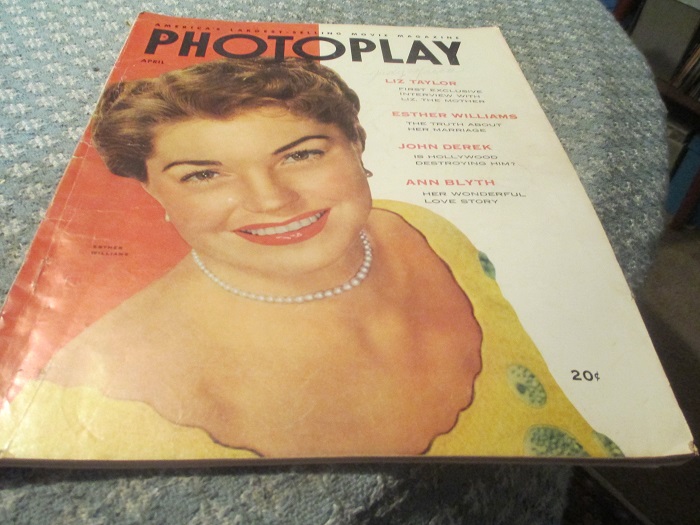 AMERICA'S LARGEST-SELLING MOVIE MAGAZINE
PHOTOPLAY
APRIL
LIZ TAYLOR
FIRST EXCLUSIVE
INTERVIEW WITH
LIZ THE MOTHER
ESTHER WILLIAMS
THE TRUTH ABOUT
HER MARRIAGE
JOHN DEREK
IS HOLLYWOOD
DESTROYING HIM?
ANN BLYTH
HER WONDERFUL
LOVE STORY
ESTHER
WILLIAMS
20¢